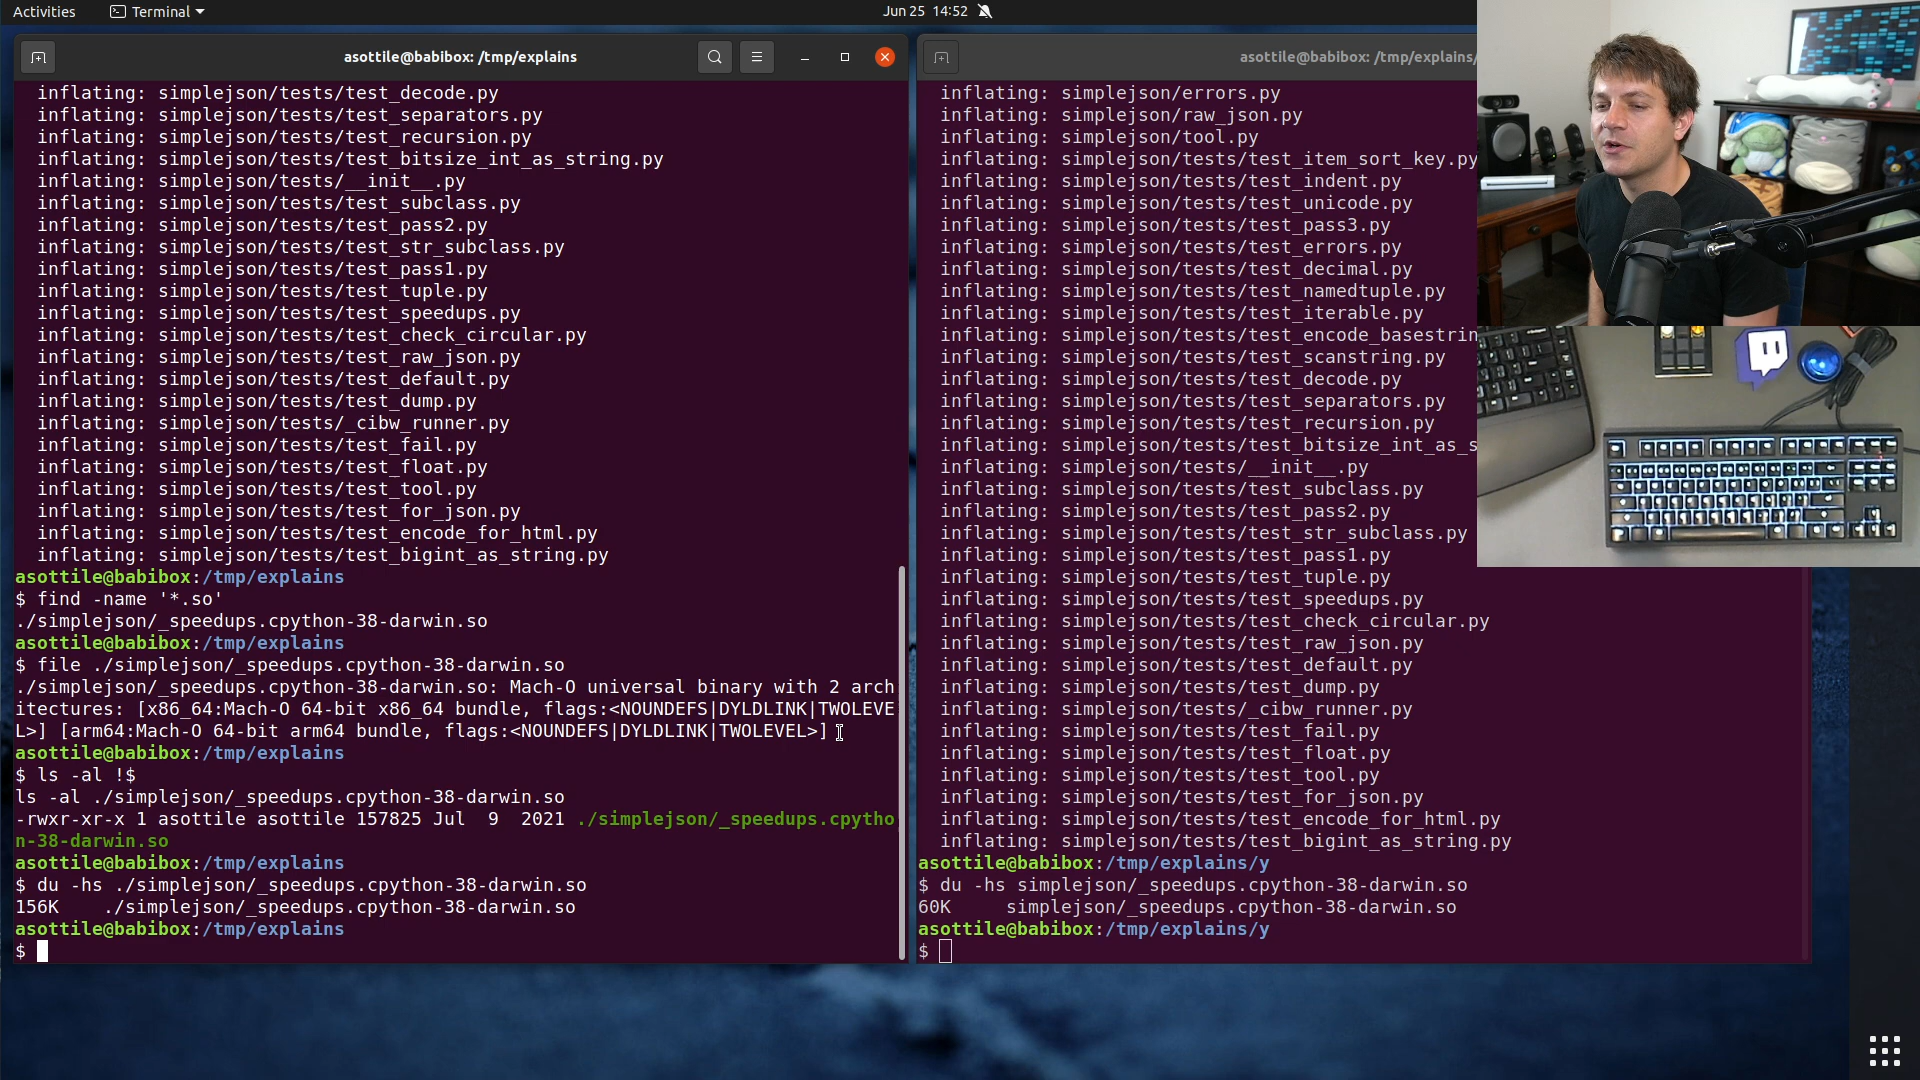 Activities
Terminal
Jun 25 14:52
asottile@babibox: /tmp/explains
inflating: simplejson/tests/test_decode.py
inflating: simplejson/tests/test_separators.py
inflating: simplejson/tests/test_recursion.py
inflating: simplejson/tests/test_bitsize_int_as_string.py
inflating: simplejson/tests/__init__.py
inflating: simplejson/tests/test_subclass.py
inflating: simplejson/tests/test_pass2.py
inflating: simplejson/tests/test_str_subclass.py
inflating: simplejson/tests/test_pass1.py
inflating: simplejson/tests/test_tuple.py
inflating: simplejson/tests/test_speedups.py
inflating: simplejson/tests/test_check_circular.py
inflating: simplejson/tests/test_raw_json.py
inflating: simplejson/tests/test_default.py
inflating: simplejson/tests/test_dump.py
inflating: simplejson/tests/_cibw_runner.py
inflating: simplejson/tests/test_fail.py
inflating: simplejson/tests/test_float.py
inflating: simplejson/tests/test_tool.py
inflating: simplejson/tests/test_for_json.py
inflating: simplejson/tests/test_encode_for_html.py
inflating: simplejson/tests/test_bigint_as_string.py
asottile@babibox:/tmp/explains
$ find -name '*.so'
./simplejson/_speedups.cpython-38-darwin.so
asottile@babibox:/tmp/explains
$ file ./simplejson/_speedups.cpython-38-darwin.so
./simplejson/_speedups.cpython-38-darwin.so: Mach-O universal binary with 2 arch
itectures: [x86_64:Mach-O 64-bit x86_64 bundle, flags:<NOUNDEFS|DYLDLINK|TWOLEVE
L>] [arm64:Mach-O 64-bit arm64 bundle, flags:<NOUNDEFS|DYLDLINK|TWOLEVEL>]
asottile@babibox:/tmp/explains
$ ls -al !$
ls -al ./simplejson/_speedups.cpython-38-darwin.so
-rwxr-xr-x 1 asottile asottile 157825 Jul  9  2021 ./simplejson/_speedups.cpytho
n-38-darwin.so
asottile@babibox:/tmp/explains
$ du -hs ./simplejson/_speedups.cpython-38-darwin.so
156K    ./simplejson/_speedups.cpython-38-darwin.so
asottile@babibox:/tmp/explains
$
asottile@babibox: /tmp/explains/
inflating: simplejson/errors.py
inflating: simplejson/raw_json.py
inflating: simplejson/tool.py
inflating: simplejson/tests/test_item_sort_key.py
inflating: simplejson/tests/test_indent.py
inflating: simplejson/tests/test_unicode.py
inflating: simplejson/tests/test_pass3.py
inflating: simplejson/tests/test_errors.py
inflating: simplejson/tests/test_decimal.py
inflating: simplejson/tests/test_namedtuple.py
inflating: simplejson/tests/test_iterable.py
inflating: simplejson/tests/test_encode_basestrin
inflating: simplejson/tests/test_scanstring.py
inflating: simplejson/tests/test_decode.py
inflating: simplejson/tests/test_separators.py
inflating: simplejson/tests/test_recursion.py
inflating: simplejson/tests/test_bitsize_int_as_s
inflating: simplejson/tests/__init__.py
inflating: simplejson/tests/test_subclass.py
inflating: simplejson/tests/test_pass2.py
inflating: simplejson/tests/test_str_subclass.py
inflating: simplejson/tests/test_pass1.py
inflating: simplejson/tests/test_tuple.py
inflating: simplejson/tests/test_speedups.py
inflating: simplejson/tests/test_check_circular.py
inflating: simplejson/tests/test_raw_json.py
inflating: simplejson/tests/test_default.py
inflating: simplejson/tests/test_dump.py
inflating: simplejson/tests/_cibw_runner.py
inflating: simplejson/tests/test_fail.py
inflating: simplejson/tests/test_float.py
inflating: simplejson/tests/test_tool.py
inflating: simplejson/tests/test_for_json.py
inflating: simplejson/tests/test_encode_for_html.py
inflating: simplejson/tests/test_bigint_as_string.py
asottile@babibox:/tmp/explains/y
$ du -hs simplejson/_speedups.cpython-38-darwin.so
60K     simplejson/_speedups.cpython-38-darwin.so
asottile@babibox:/tmp/explains/y
$